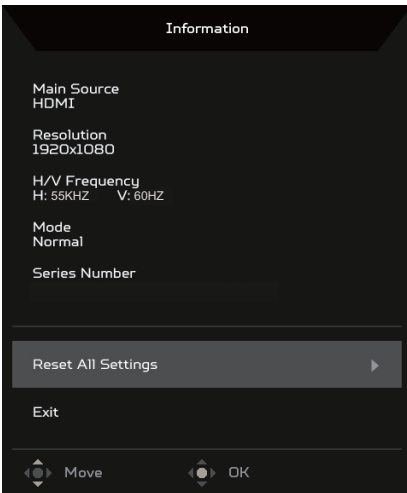 Information
Main Source
HDMI
Resolution
1920x1080
H/V Frequency
H: 55KHZ V: 60HZ
Mode
Normal
Series Number
Reset All Settings
Exit
Move OK